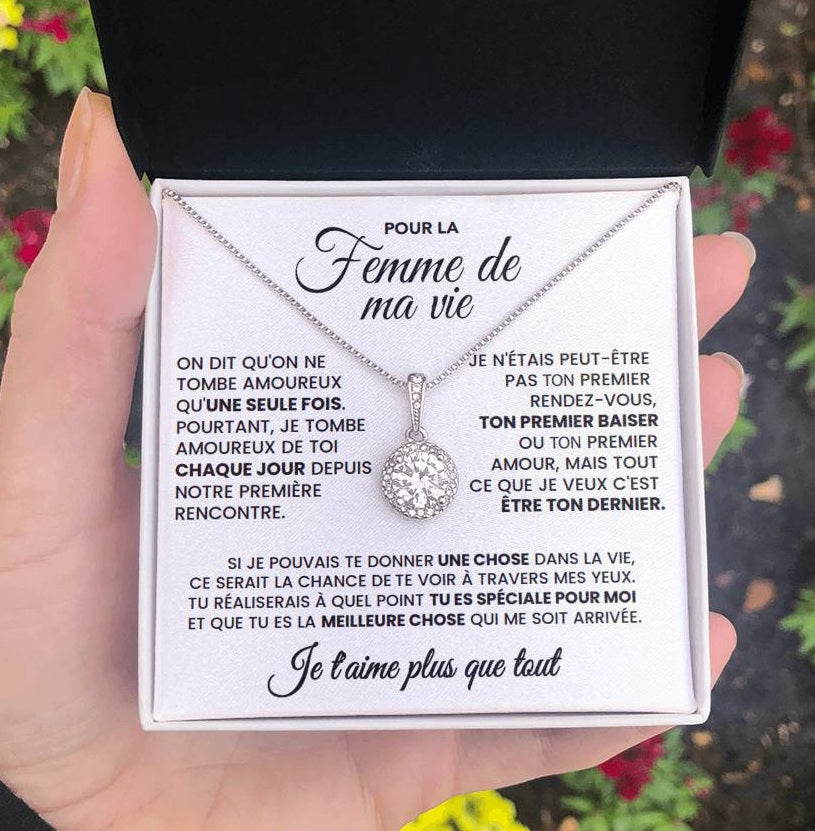 POUR LA
Femme de
ma vie
ON DIT QU'ON NE
TOMBE AMOUREUX
QU'UNE SEULE FOIS.
POURTANT, JE TOMBE
AMOUREUX DE TOI
CHAQUE JOUR DEPUIS
NOTRE PREMIÈRE
RENCONTRE.
JE N'ÉTAIS PEUT-ÊTRE
PAS TON PREMIER
RENDEZ-VOUS,
TON PREMIER BAISER
OU TON PREMIER
AMOUR, MAIS TOUT
CE QUE JE VEUX C'EST
ÊTRE TON DERNIER.
SI JE POUVAIS TE DONNER UNE CHOSE DANS LA VIE,
CE SERAIT LA CHANCE DE TE VOIR À TRAVERS MES YEUX.
TU RÉALISERAIS À QUEL POINT TU ES SPÉCIALE POUR MOI
ET QUE TU ES LA MEILLEURE CHOSE QUI ME SOIT ARRIVÉE.
Je t'aime plus que tout